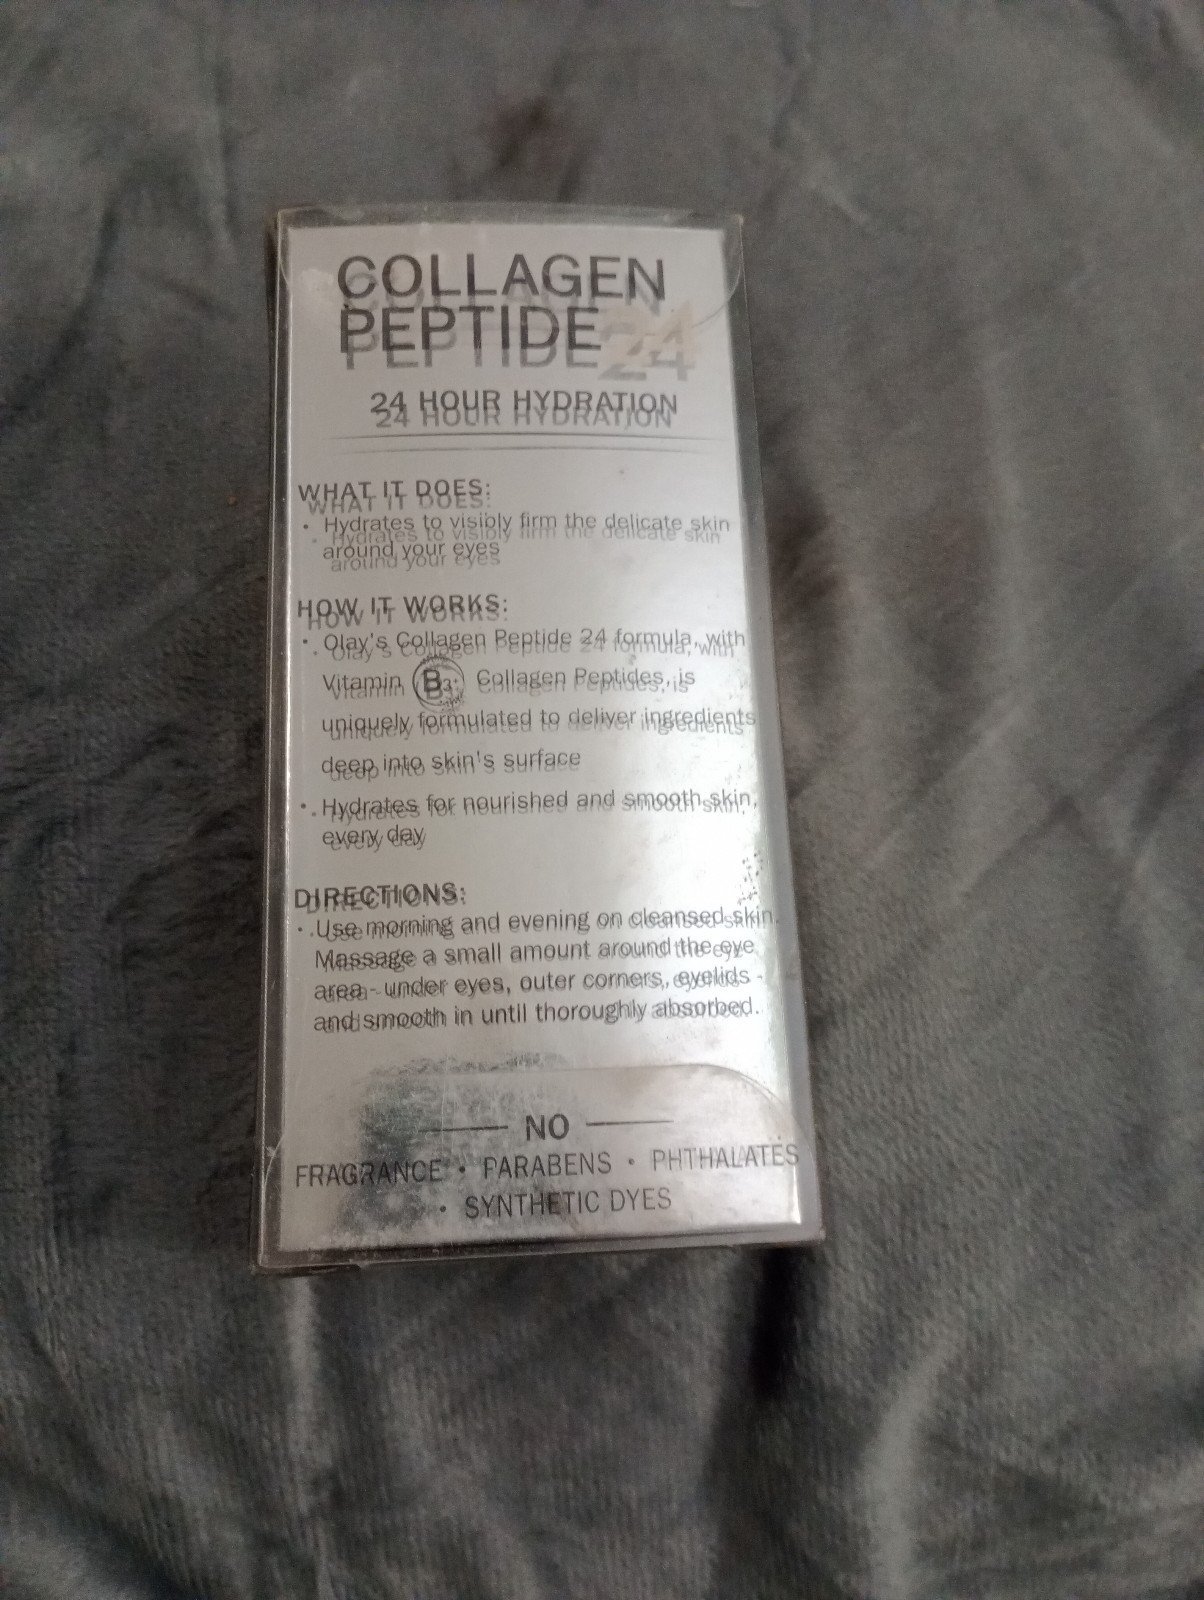 COLLAGEN
PEPTIDE 24
24 HOUR HYDRATION
WHAT IT DOES:
• Hydrates to visibly firm the delicate skin
around your eyes
HOW IT WORKS:
• Olay's Collagen Peptide 24 formula, with
Vitamin B3+ Collagen Peptides, is
uniquely formulated to deliver ingredients
deep into skin's surface
• Hydrates for nourished and smooth skin,
every day
DIRECTIONS:
• Use morning and evening on cleansed skin.
Massage a small amount around the eye
area - under eyes, outer corners, eyelids -
and smooth in until thoroughly absorbed.
NO
FRAGRANCE • PARABENS • PHTHALATES
• SYNTHETIC DYES